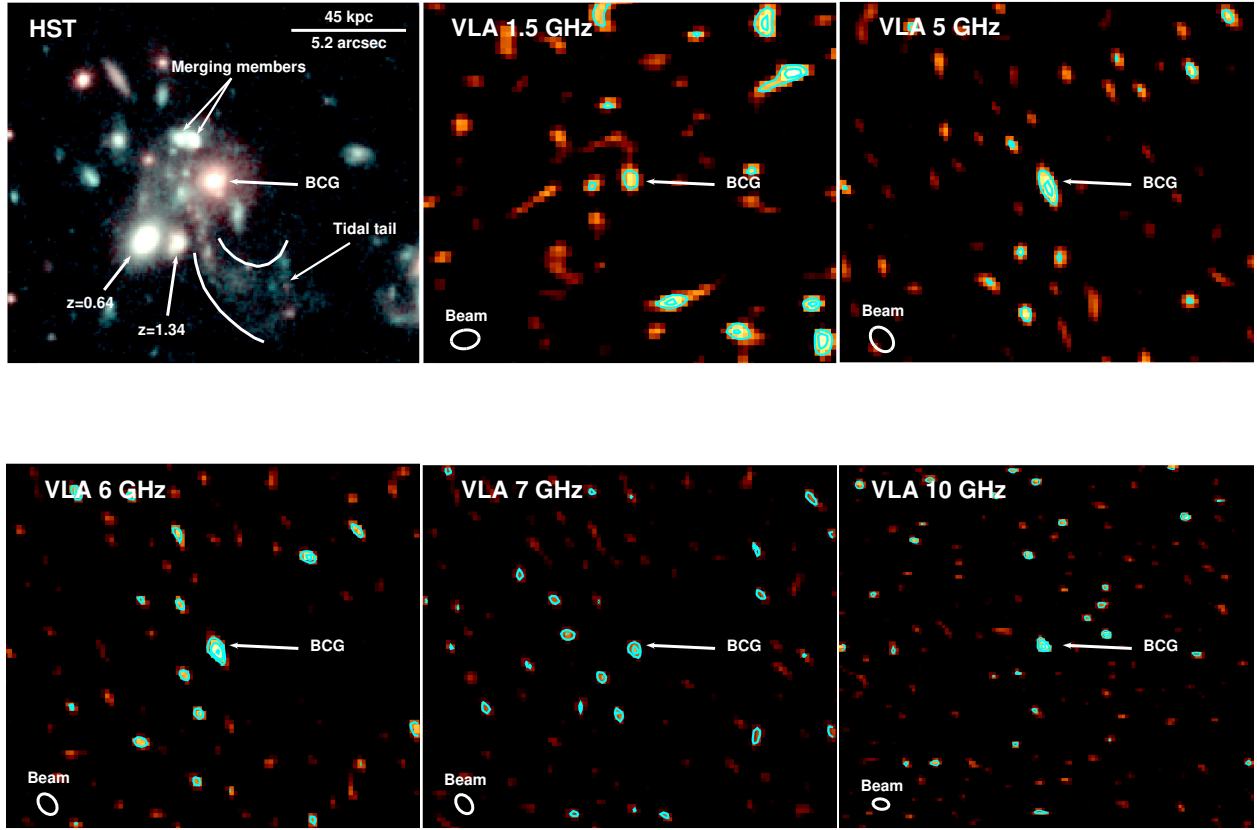 HST
45 kpc
5.2 arcsec
Merging members
BCG
Tidal tail
z=0.64
z=1.34
VLA 1.5 GHz
BCG
Beam
VLA 5 GHz
BCG
Beam
VLA 6 GHz
BCG
Beam
VLA 7 GHz
BCG
Beam
VLA 10 GHz
BCG
Beam